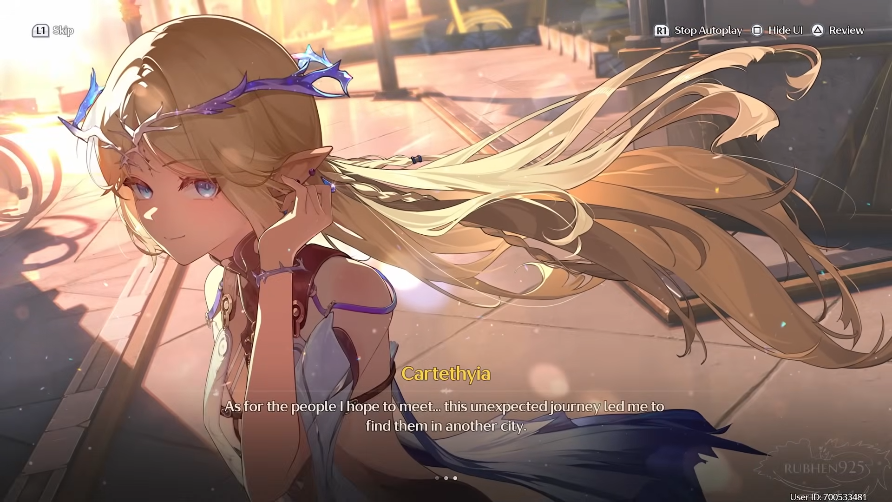 L1 Skip
R1 Stop Autoplay Hide UI Review
Cartethyia
As for the people I hope to meet... this unexpected journey led me to
find them in another city.
RUBHEN925
User ID: 700533481